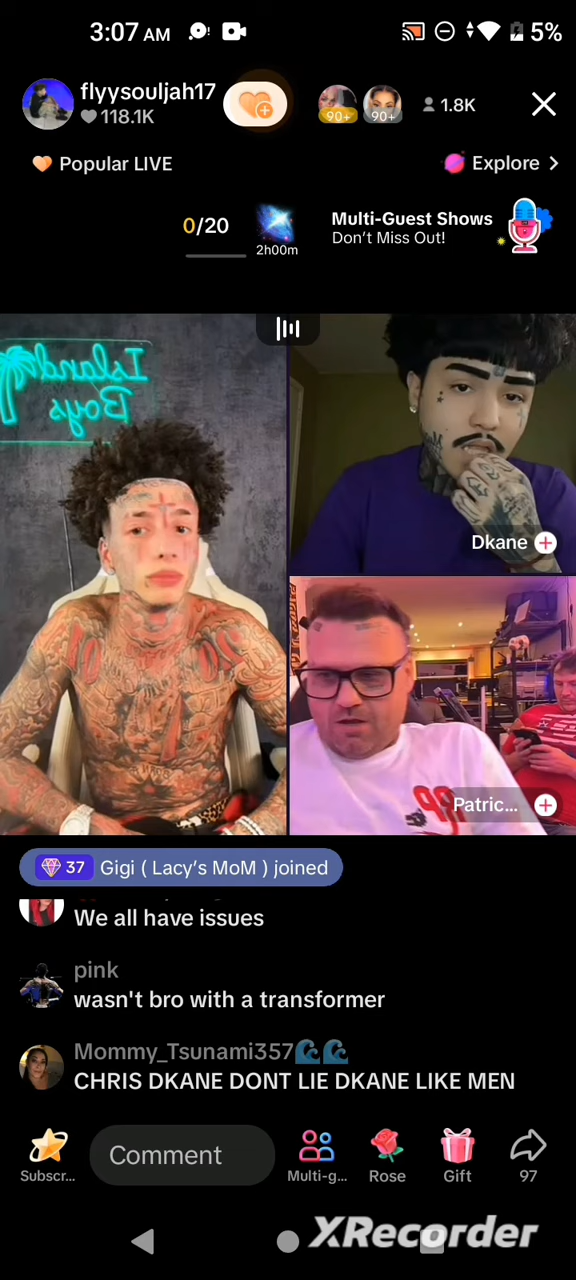 3:07 AM
5%
flyysouljah17
118.1K
90+
90+
1.8K
Popular LIVE
Explore >
0/20
2h00m
Multi-Guest Shows
Don't Miss Out!
Island
Boys
Dkane
Patric...
37 Gigi ( Lacy's MoM ) joined
We all have issues
pink
wasn't bro with a transformer
Mommy_Tsunami357🌊🌊
CHRIS DKANE DONT LIE DKANE LIKE MEN
Subscr...
Comment
Multi-g...
Rose
Gift
97
XRecorder